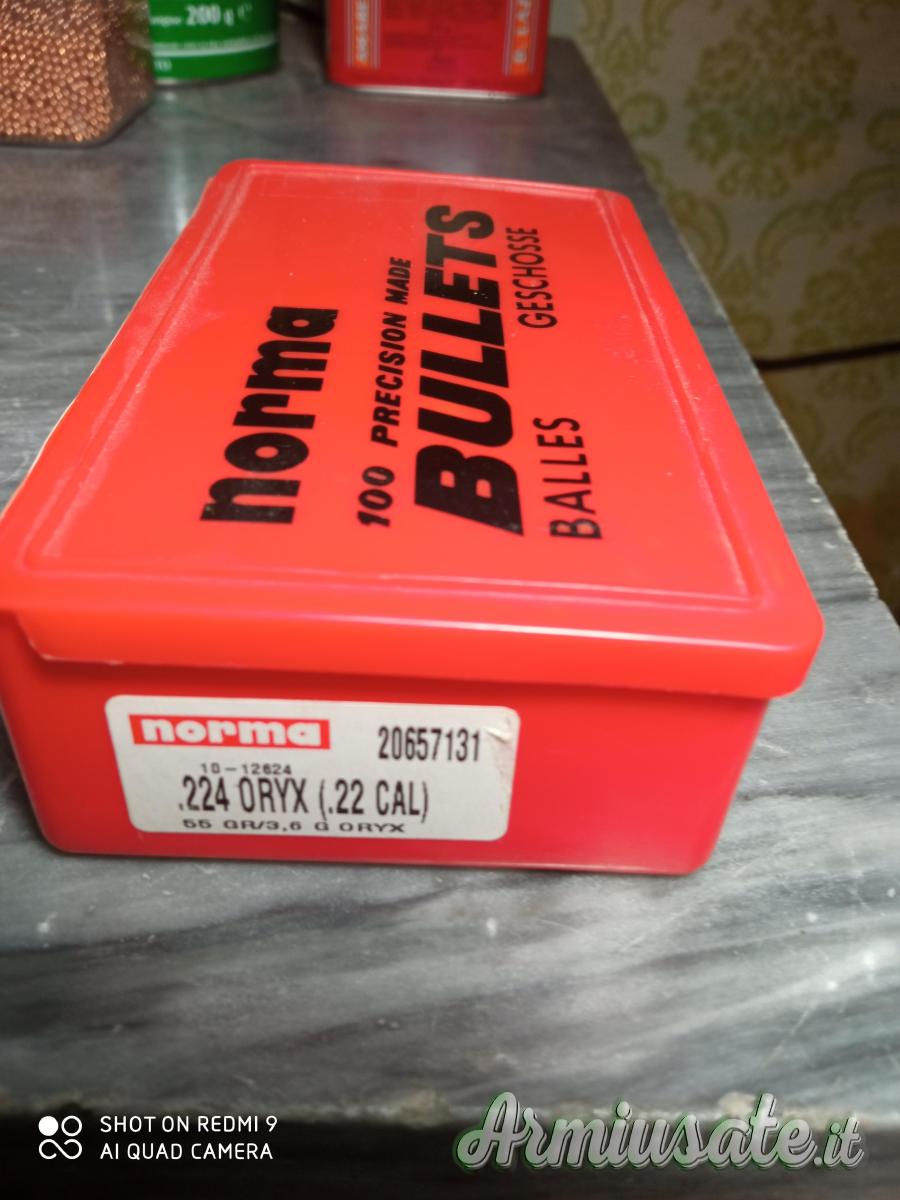 200 g
norma
100 PRECISION MADE
BULLETS
BALLES GESCHOSSE
norma 20657131
10-12624
.224 ORYX (.22 CAL)
55 GR/3,6 G ORYX
SHOT ON REDMI 9
AI QUAD CAMERA
Armiusate.it